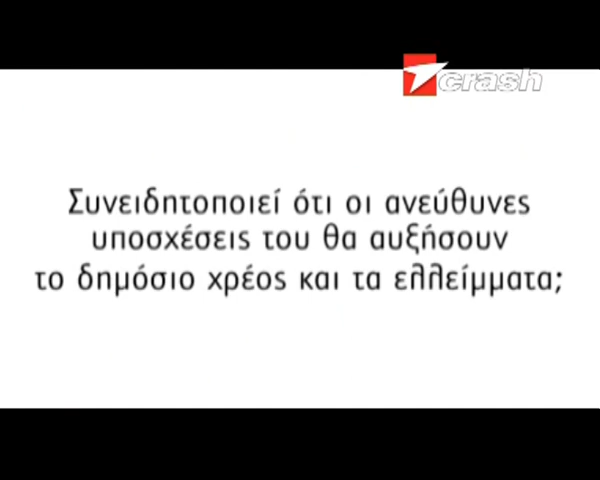 crash
Συνειδητοποιεί ότι οι ανεύθυνες
υποσχέσεις του θα αυξήσουν
το δημόσιο χρέος και τα ελλείμματα;